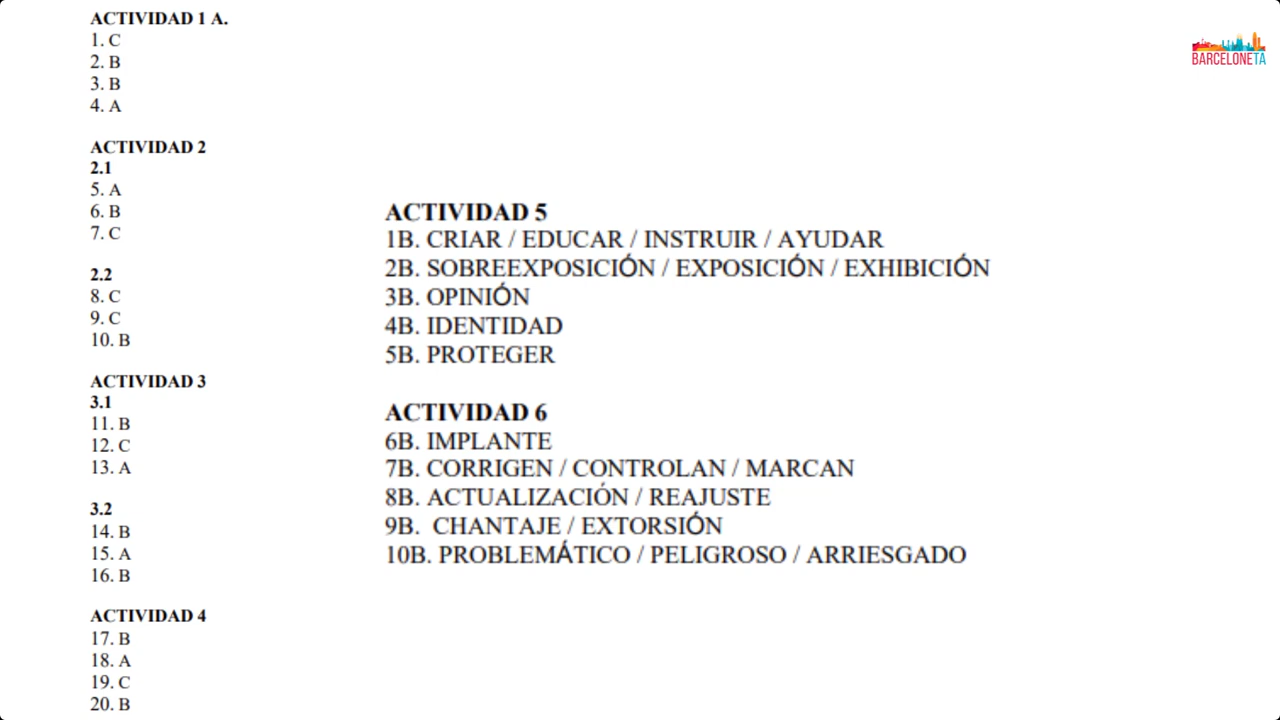 ACTIVIDAD 1 A.
1. C
2. B
3. B
4. A
ACTIVIDAD 2
2.1
5. A
6. B
7. C
2.2
8. C
9. C
10. B
ACTIVIDAD 3
3.1
11. B
12. C
13. A
3.2
14. B
15. A
16. B
ACTIVIDAD 4
17. B
18. A
19. C
20. B
ACTIVIDAD 5
1B. CRIAR / EDUCAR / INSTRUIR / AYUDAR
2B. SOBREEXPOSICIÓN / EXPOSICIÓN / EXHIBICIÓN
3B. OPINIÓN
4B. IDENTIDAD
5B. PROTEGER
ACTIVIDAD 6
6B. IMPLANTE
7B. CORRIGEN / CONTROLAN / MARCAN
8B. ACTUALIZACIÓN / REAJUSTE
9B. CHANTAJE / EXTORSIÓN
10B. PROBLEMÁTICO / PELIGROSO / ARRIESGADO
BARCELONETA